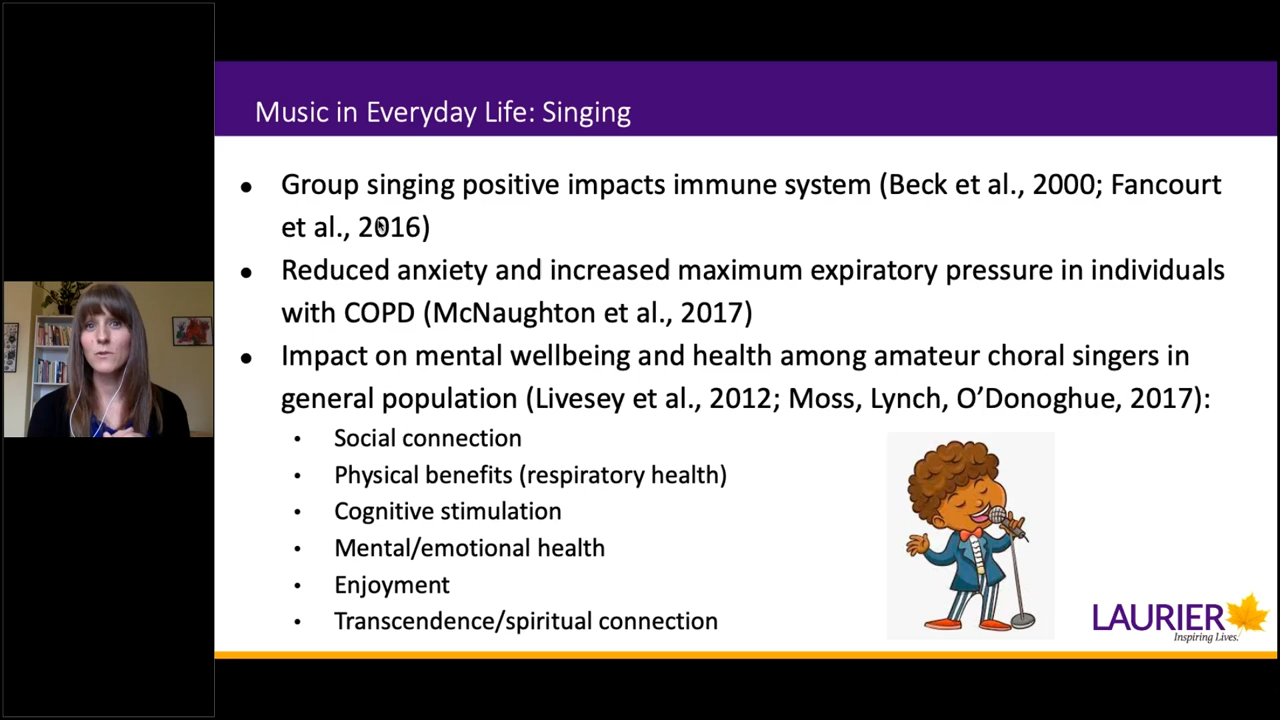 Music in Everyday Life: Singing
● Group singing positive impacts immune system (Beck et al., 2000; Fancourt
et al., 2016)
● Reduced anxiety and increased maximum expiratory pressure in individuals
with COPD (McNaughton et al., 2017)
● Impact on mental wellbeing and health among amateur choral singers in
general population (Livesey et al., 2012; Moss, Lynch, O’Donoghue, 2017):
• Social connection
• Physical benefits (respiratory health)
• Cognitive stimulation
• Mental/emotional health
• Enjoyment
• Transcendence/spiritual connection
LAURIER
Inspiring Lives.